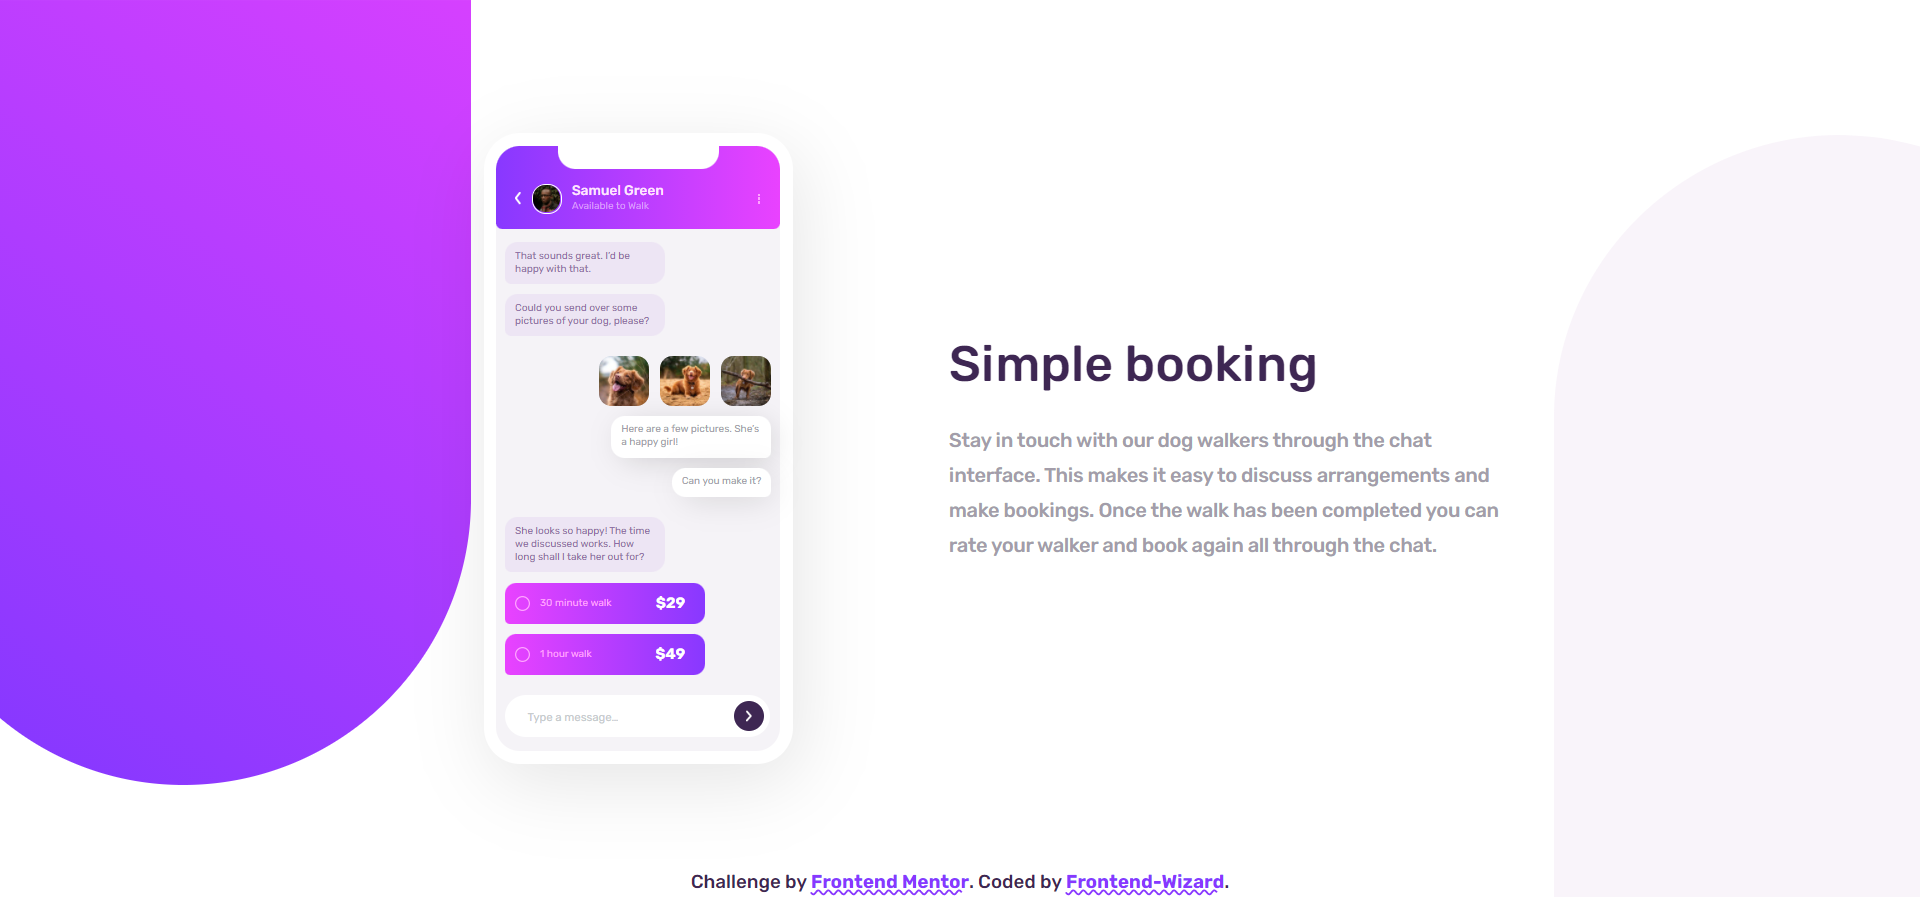 Samuel Green
Available to Walk
That sounds great. I’d be
happy with that.
Could you send over some
pictures of your dog, please?
Here are a few pictures. She’s
a happy girl!
Can you make it?
She looks so happy! The time
we discussed works. How
long shall I take her out for?
30 minute walk $29
1 hour walk $49
Type a message…
Simple booking
Stay in touch with our dog walkers through the chat
interface. This makes it easy to discuss arrangements and
make bookings. Once the walk has been completed you can
rate your walker and book again all through the chat.
Challenge by Frontend Mentor. Coded by Frontend-Wizard.